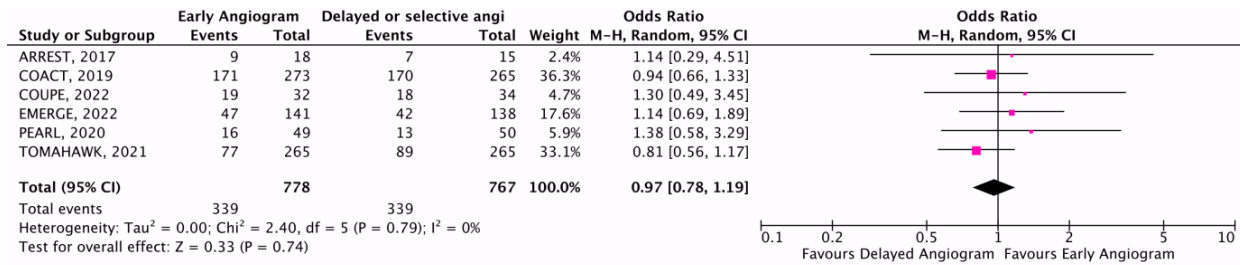 Early Angiogram Delayed or selective angi Odds Ratio Odds Ratio
Study or Subgroup Events Total Events Total Weight M-H, Random, 95% CI M-H, Random, 95% CI
ARREST, 2017 9 18 7 15 2.4% 1.14 [0.29, 4.51]
COACT, 2019 171 273 170 265 36.3% 0.94 [0.66, 1.33]
COUPE, 2022 19 32 18 34 4.7% 1.30 [0.49, 3.45]
EMERGE, 2022 47 141 42 138 17.6% 1.14 [0.69, 1.89]
PEARL, 2020 16 49 13 50 5.9% 1.38 [0.58, 3.29]
TOMAHAWK, 2021 77 265 89 265 33.1% 0.81 [0.56, 1.17]
Total (95% CI) 778 767 100.0% 0.97 [0.78, 1.19]
Total events 339 339
Heterogeneity: Tau² = 0.00; Chi² = 2.40, df = 5 (P = 0.79); I² = 0%
Test for overall effect: Z = 0.33 (P = 0.74)
0.1 0.2 0.5 1 2 5 10
Favours Delayed Angiogram Favours Early Angiogram